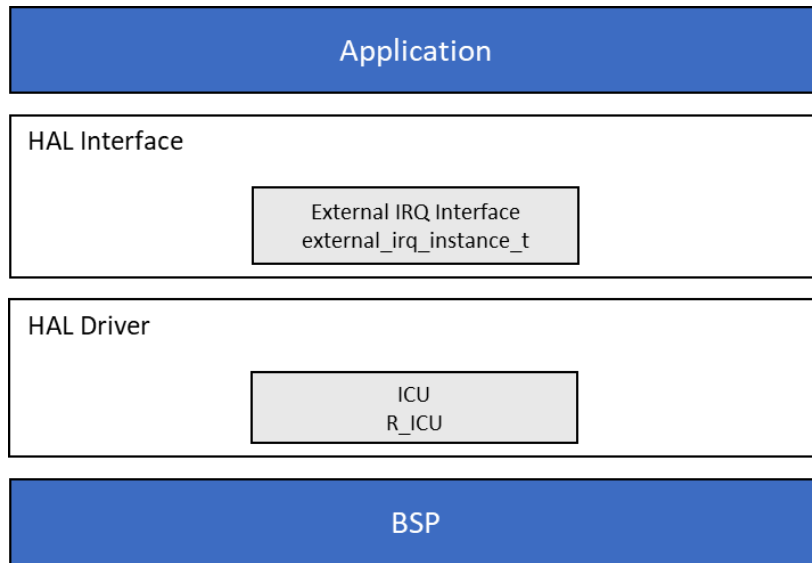 Application
HAL Interface
External IRQ Interface
external_irq_instance_t
HAL Driver
ICU
R_ICU
BSP